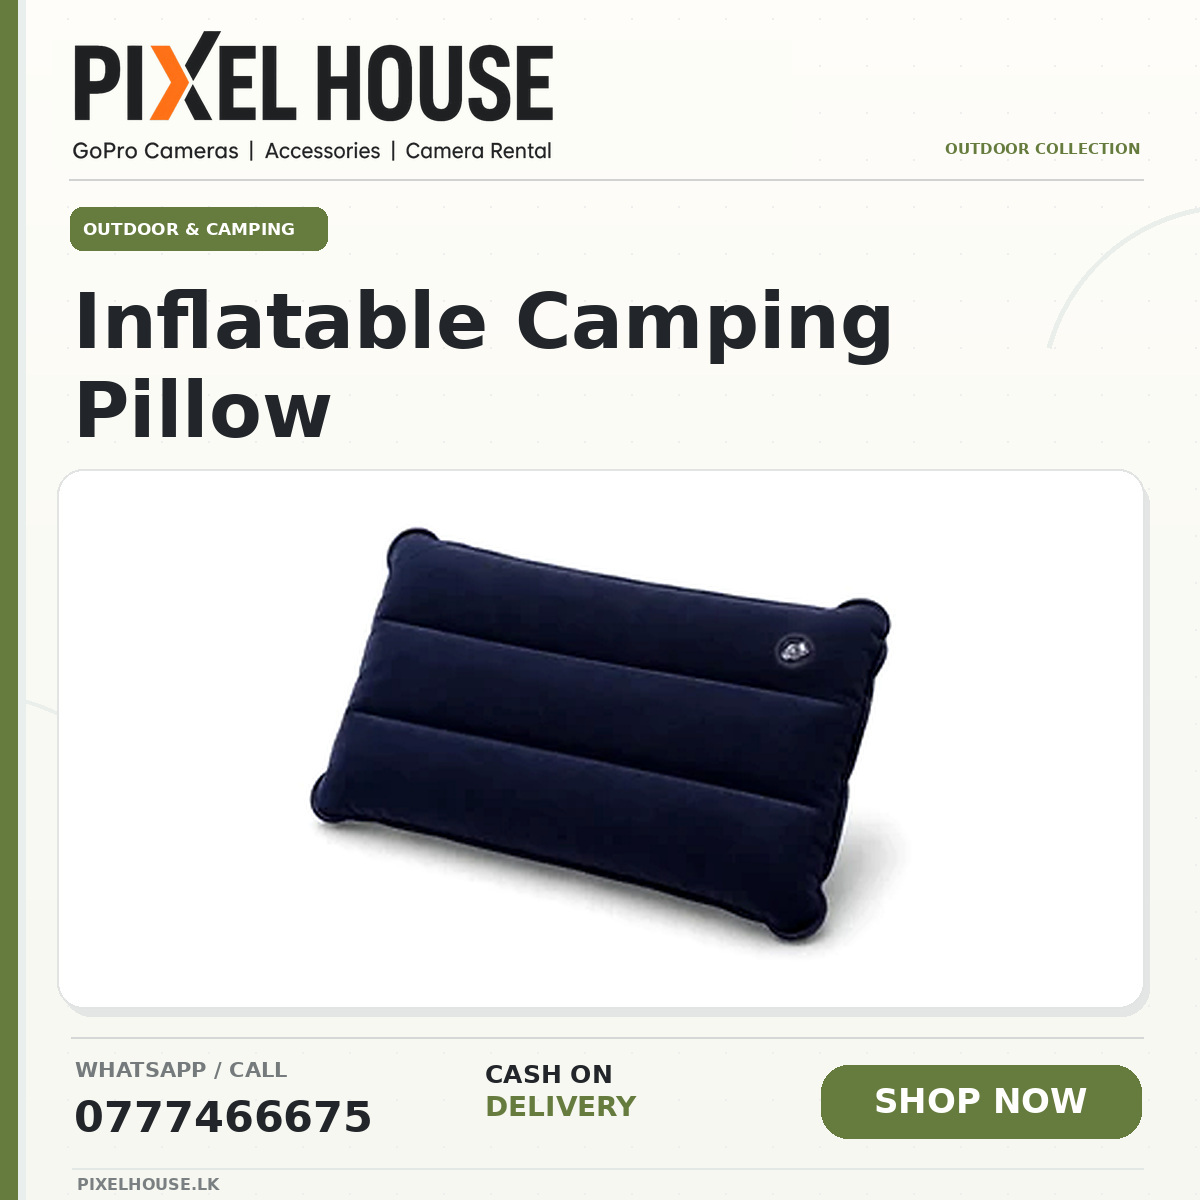 PIXEL HOUSE
GoPro Cameras | Accessories | Camera Rental
OUTDOOR COLLECTION
OUTDOOR & CAMPING
Inflatable Camping
Pillow
WHATSAPP / CALL
0777466675
CASH ON
DELIVERY
SHOP NOW
PIXELHOUSE.LK